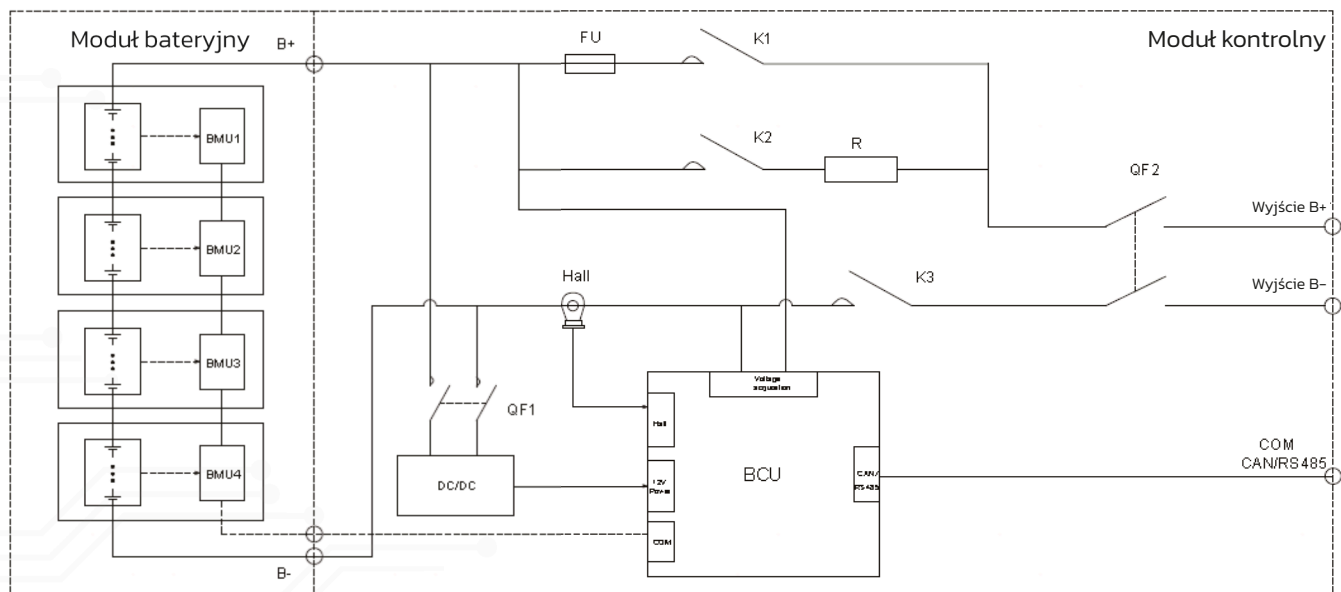 Moduł bateryjny
B+
FU
K1
Moduł kontrolny
BMU1
K2
R
QF2
Wyjście B+
BMU2
Hall
K3
Wyjście B-
BMU3
QF1
Voltage
acquisition
Hall
BMU4
DC/DC
12V
Power
BCU
CAN/
RS485
COM
CAN/RS485
COM
B-